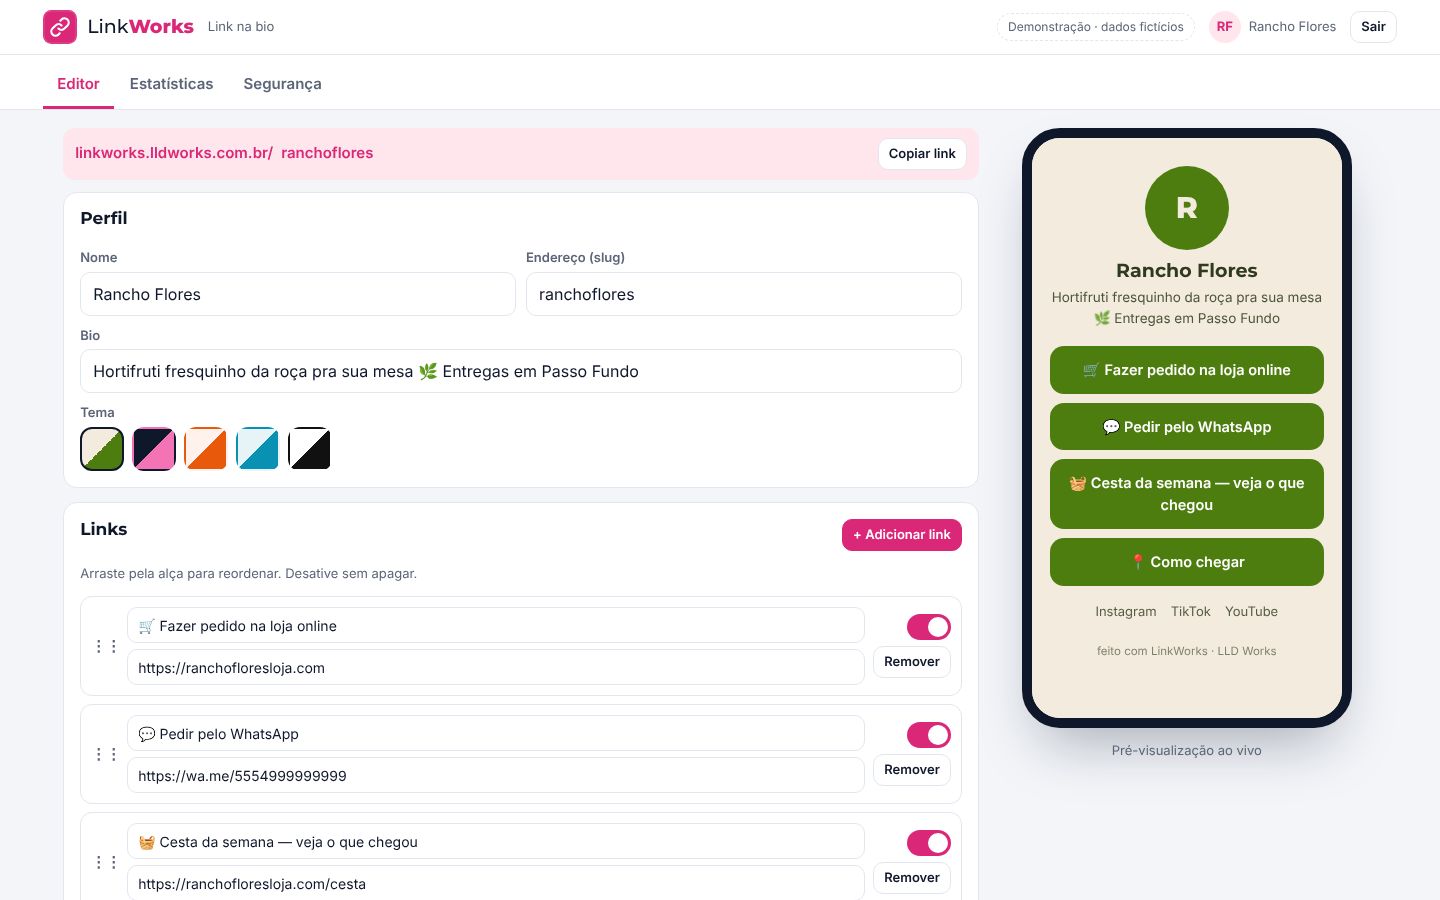 LinkWorks Link na bio
Demonstração · dados fictícios RF Rancho Flores Sair
Editor Estatísticas Segurança
linkworks.lldworks.com.br/ ranchoflores Copiar link
Perfil
Nome Endereço (slug)
Rancho Flores ranchoflores
Bio
Hortifruti fresquinho da roça pra sua mesa 🌿 Entregas em Passo Fundo
Tema
Links + Adicionar link
Arraste pela alça para reordenar. Desative sem apagar.
🛒 Fazer pedido na loja online
https://ranchofloresloja.com Remover
💬 Pedir pelo WhatsApp
https://wa.me/5554999999999 Remover
🧺 Cesta da semana — veja o que chegou
https://ranchofloresloja.com/cesta Remover
R
Rancho Flores
Hortifruti fresquinho da roça pra sua mesa
🌿 Entregas em Passo Fundo
🛒 Fazer pedido na loja online
💬 Pedir pelo WhatsApp
🧺 Cesta da semana — veja o que
chegou
📍 Como chegar
Instagram TikTok YouTube
feito com LinkWorks · LLD Works
Pré-visualização ao vivo